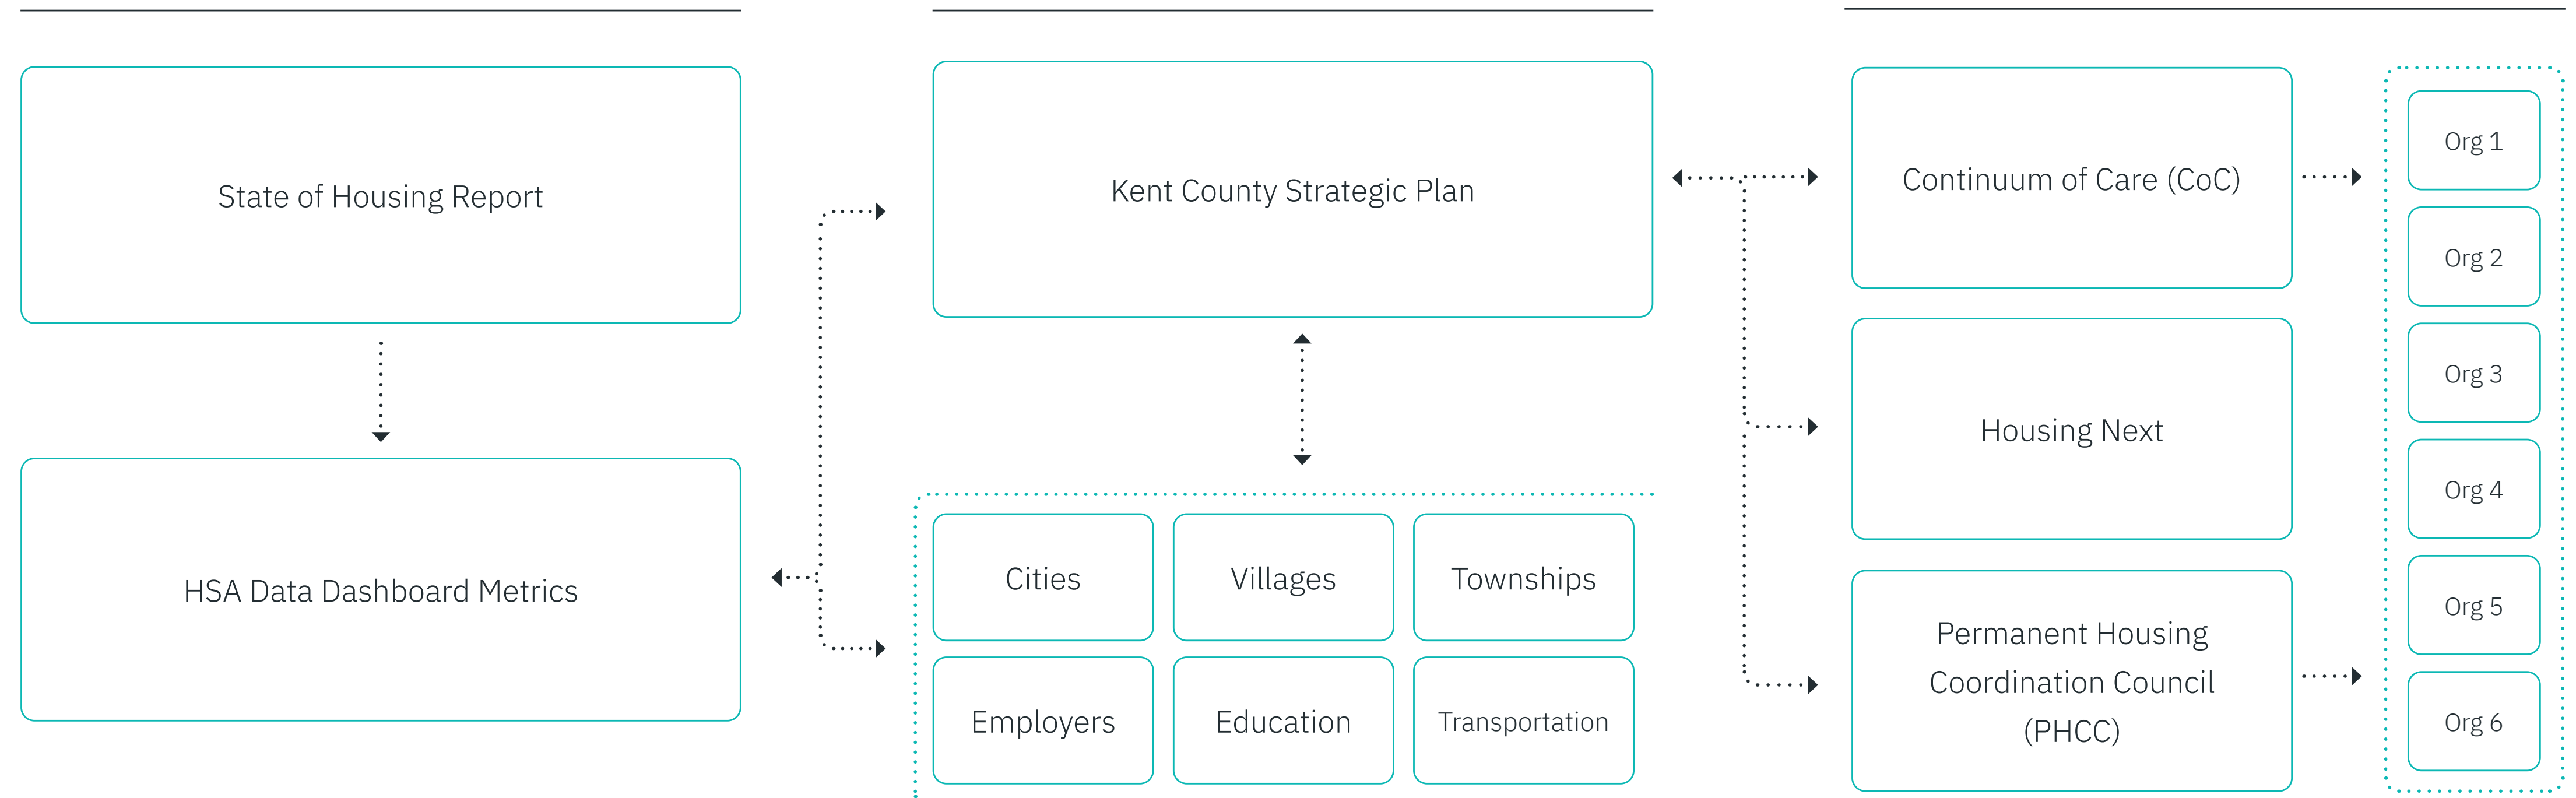 State of Housing Report
HSA Data Dashboard Metrics
Kent County Strategic Plan
Cities
Villages
Townships
Employers
Education
Transportation
Continuum of Care (CoC)
Housing Next
Permanent Housing
Coordination Council
(PHCC)
Org 1
Org 2
Org 3
Org 4
Org 5
Org 6